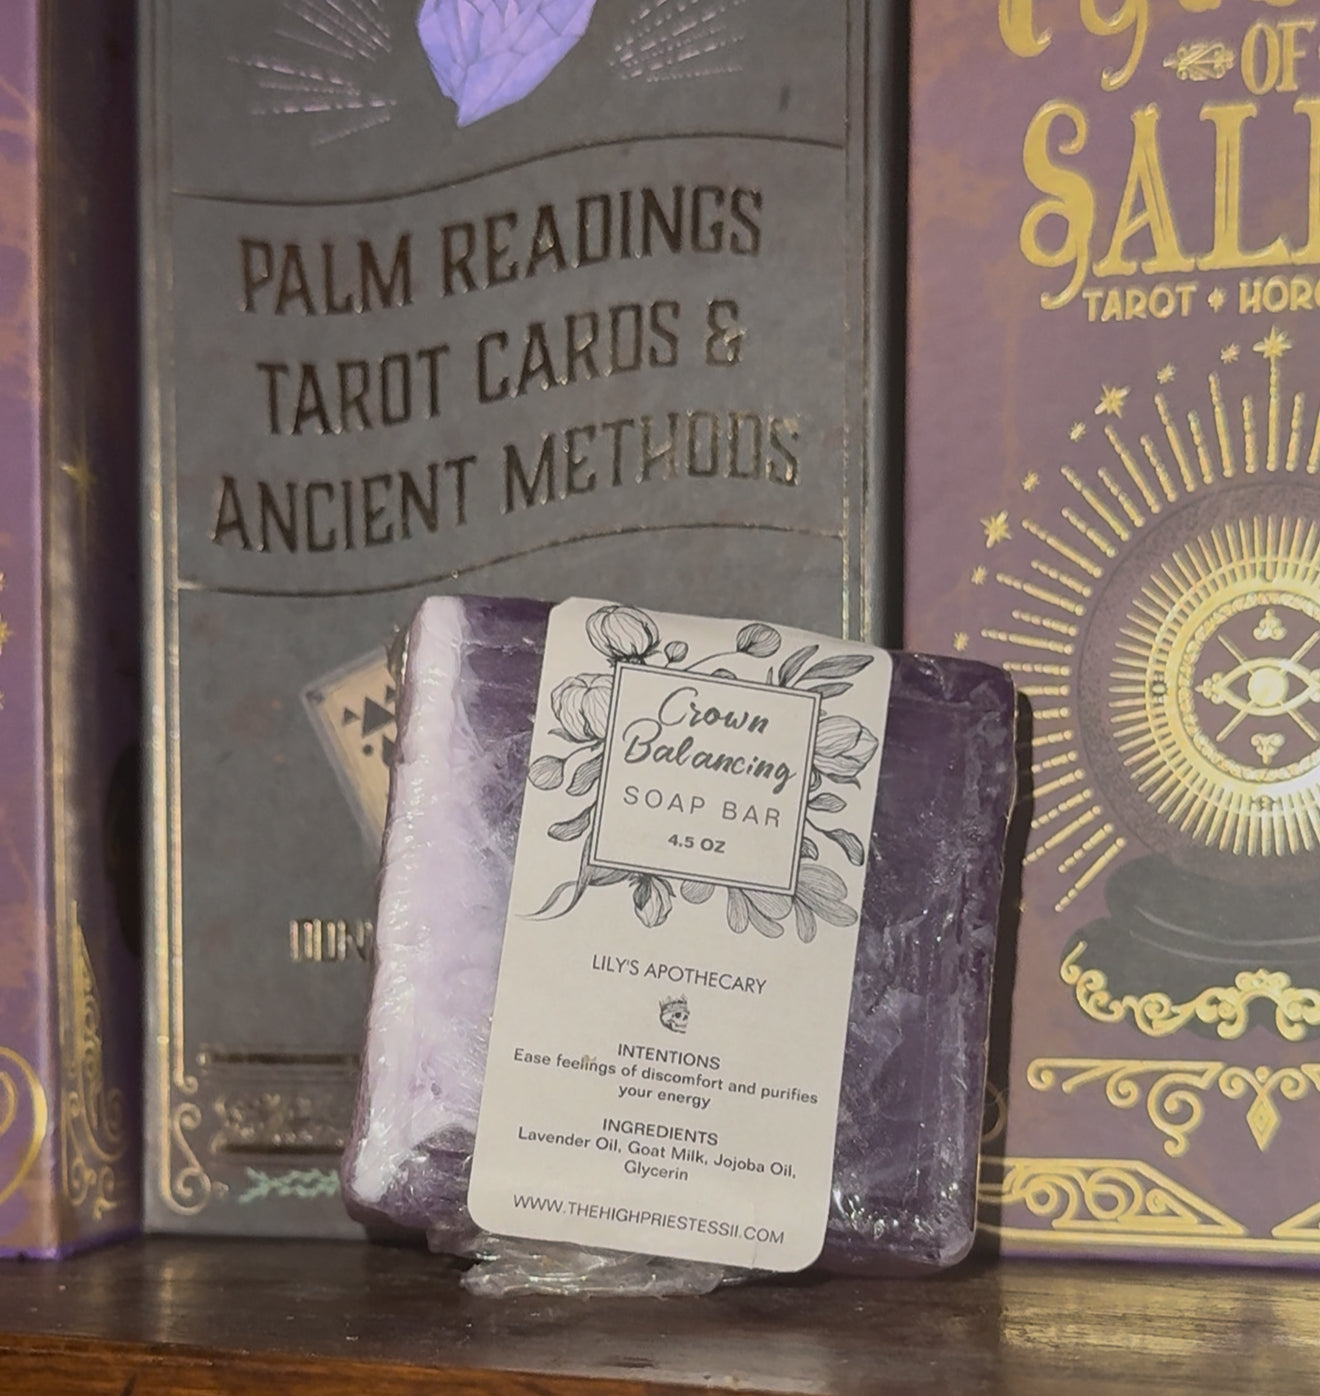 PALM READINGS
TAROT CARDS &
ANCIENT METHODS
OF
TAROT
Crown
Balancing
SOAP BAR
4.5 OZ
LILY'S APOTHECARY
INTENTIONS
Ease feelings of discomfort and purifies
your energy
INGREDIENTS
Lavender Oil, Goat Milk, Jojoba Oil,
Glycerin
WWW.THEHIGHPRIESTESSII.COM